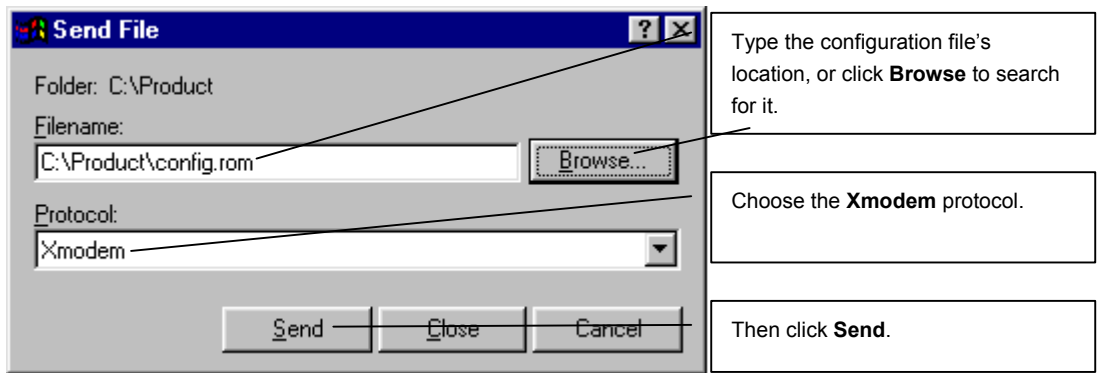 Send File
Folder: C:\Product
Filename:
C:\Product\config.rom
Browse...
Protocol:
Xmodem
Send
Close
Cancel
Type the configuration file's
location, or click Browse to search
for it.
Choose the Xmodem protocol.
Then click Send.